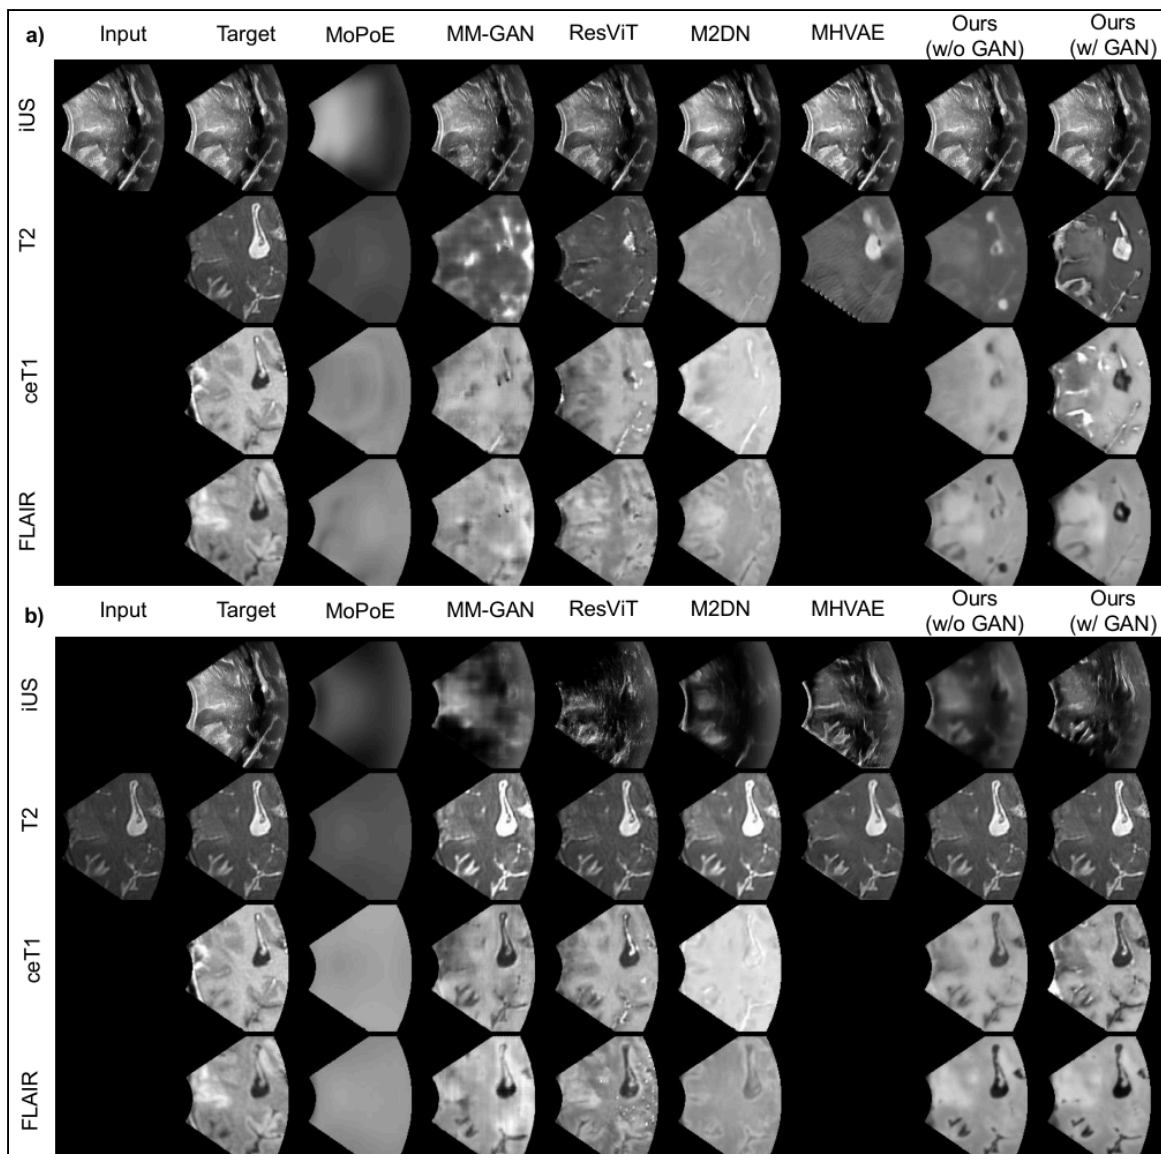 a) Input Target MoPoE MM-GAN ResViT M2DN MHVAE Ours (w/o GAN) Ours (w/ GAN)
iUS
T2
ceT1
FLAIR
b) Input Target MoPoE MM-GAN ResViT M2DN MHVAE Ours (w/o GAN) Ours (w/ GAN)
iUS
T2
ceT1
FLAIR